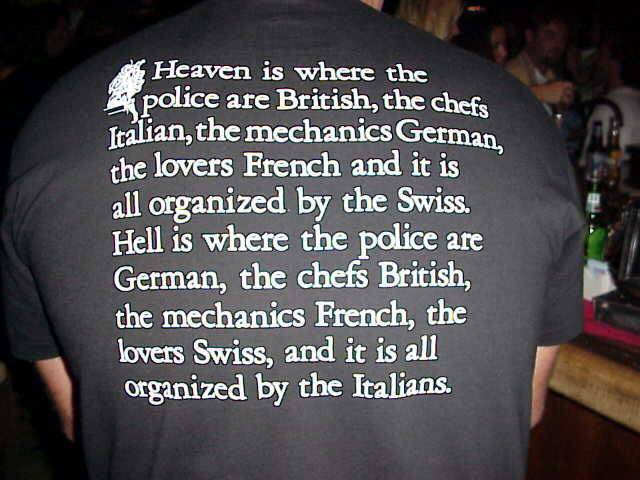 Heaven is where the
police are British, the chefs
Italian, the mechanics German,
the lovers French and it is
all organized by the Swiss.
Hell is where the police are
German, the chefs British,
the mechanics French, the
lovers Swiss, and it is all
organized by the Italians.